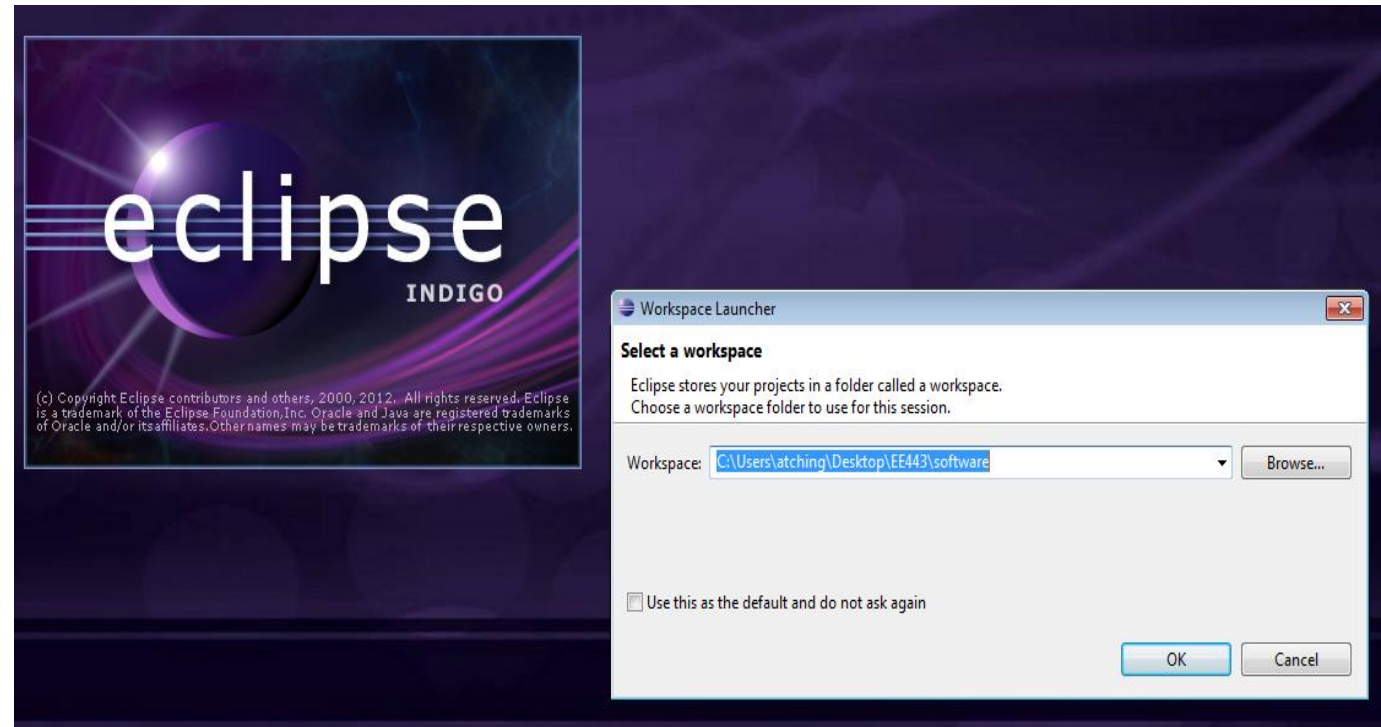 eclipse
INDIGO
(c) Copyright Eclipse contributors and others, 2000, 2012. All rights reserved. Eclipse
is a trademark of the Eclipse Foundation,Inc. Oracle and Java are registered trademarks
of Oracle and/or itsaffiliates.Other names may be trademarks of their respective owners.
Workspace Launcher
Select a workspace
Eclipse stores your projects in a folder called a workspace.
Choose a workspace folder to use for this session.
Workspace: C:\Users\atching\Desktop\EE443\software Browse...
Use this as the default and do not ask again
OK Cancel